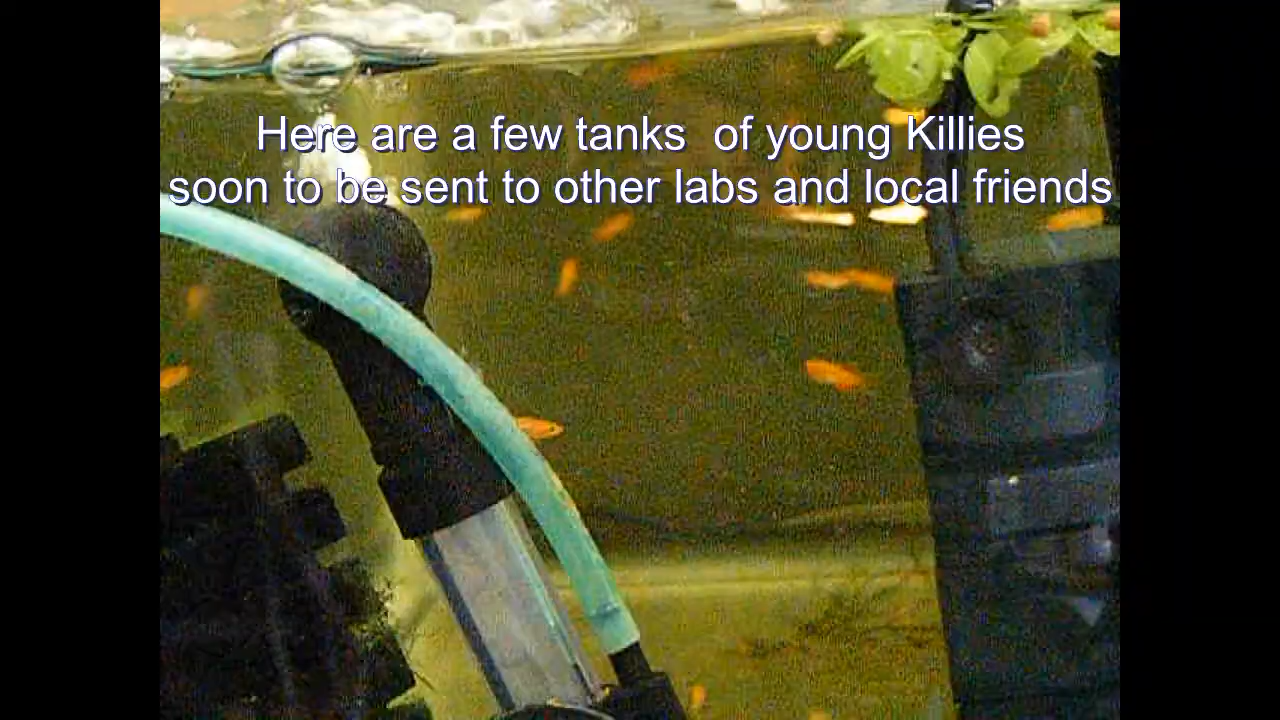 Here are a few tanks  of young Killies
soon to be sent to other labs and local friends